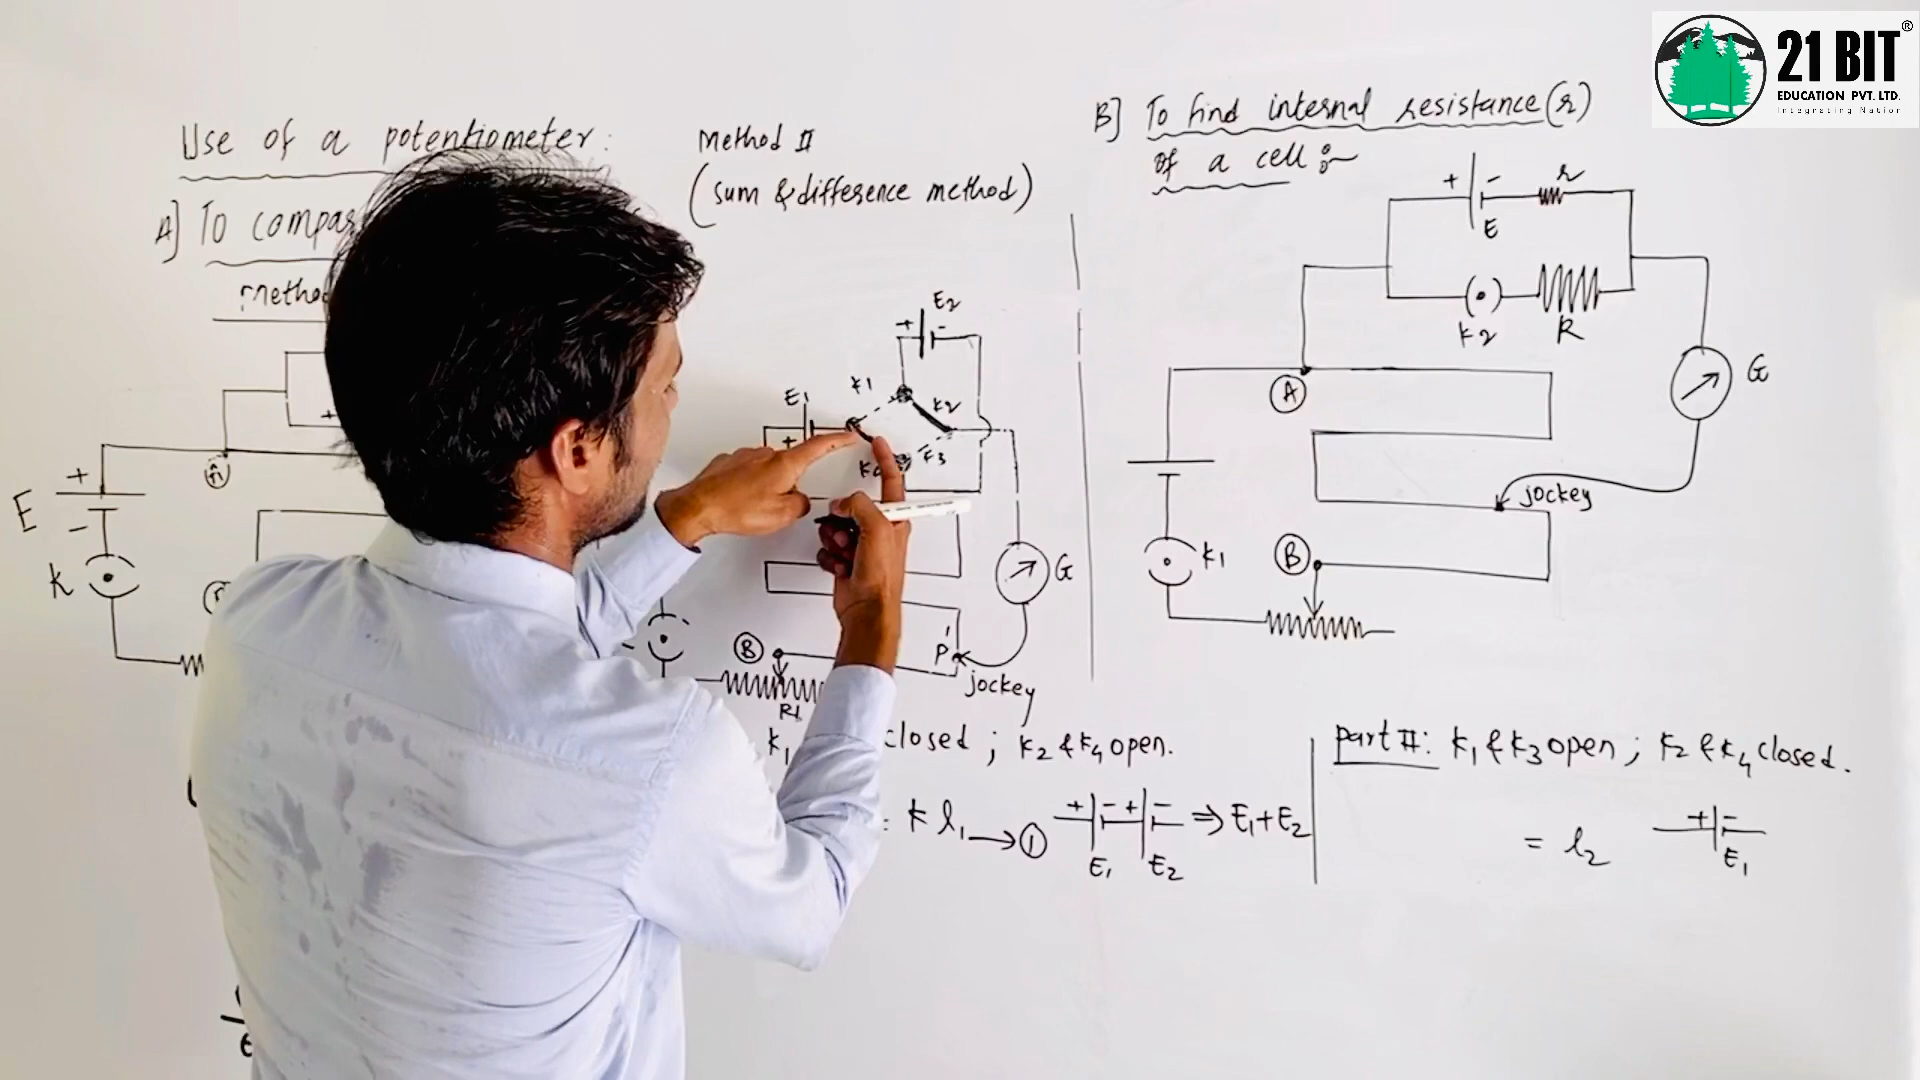 21 BIT®
EDUCATION PVT. LTD.
Integrating Nation
Use of a potentiometer:
A] To compar
method
+
E
+
-
K
A
Method II
(sum & difference method)
E2
+ -
K1
E1
+
K2
K3
G
B
P'
jockey
R1
K1 closed ; K2 & K4 open.
= K l1 → ① + - + - ⇒ E1+E2
E1 E2
B] To find internal resistance (r)
of a cell :-
+ - r
E
K2 R
G
A
jockey
K1
B
part II: K1 & K3 open ; K2 & K4 closed.
= l2 + -
E1